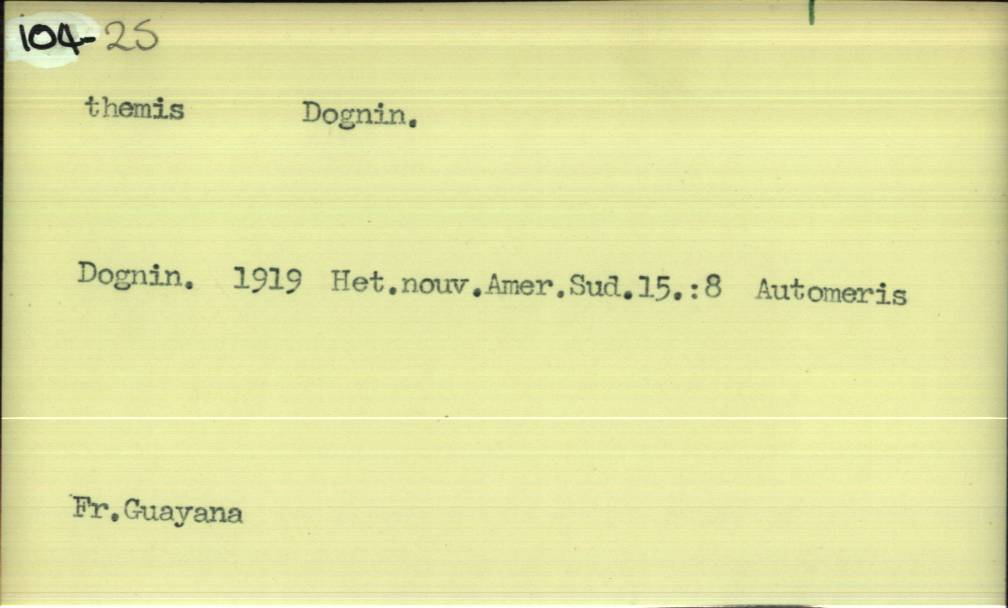 104-25
themis Dognin.
Dognin. 1919 Het.nouv.Amer.Sud.15.:8 Automeris
Fr.Guayana